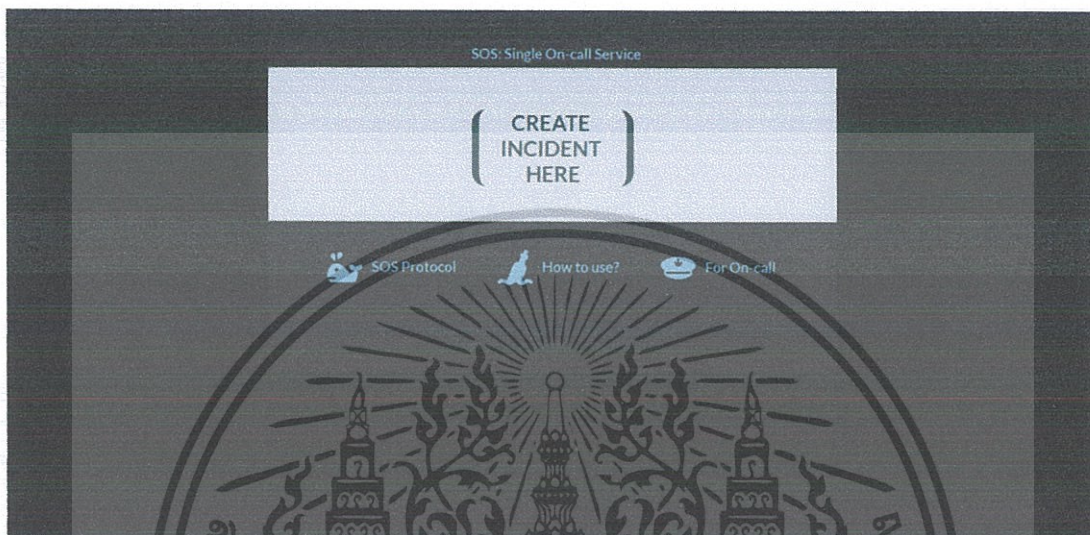 SOS: Single On-call Service
CREATE
INCIDENT
HERE
SOS Protocol
How to use?
For On-call